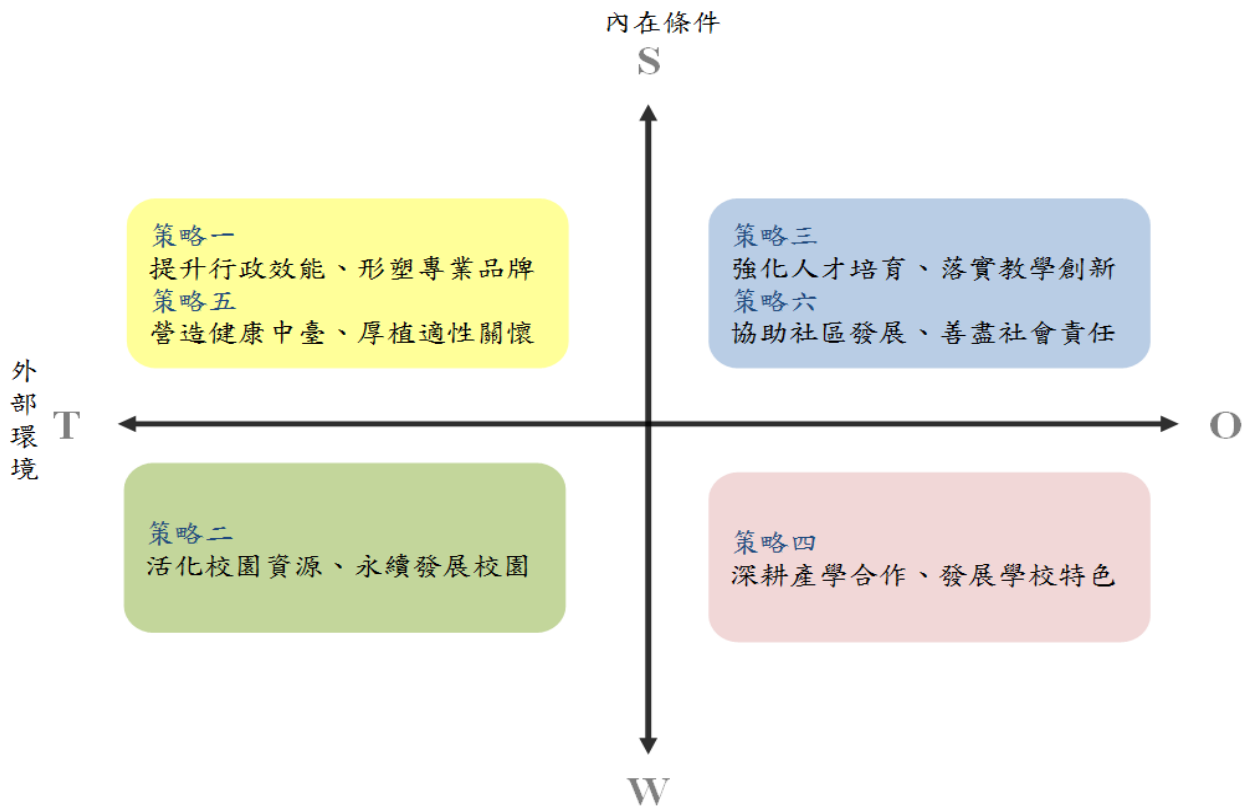 內在條件
S
策略一
提升行政效能、形塑專業品牌
策略五
營造健康中臺、厚植適性關懷
策略三
強化人才培育、落實教學創新
策略六
協助社區發展、善盡社會責任
外部環境
T
O
策略二
活化校園資源、永續發展校園
策略四
深耕產學合作、發展學校特色
W